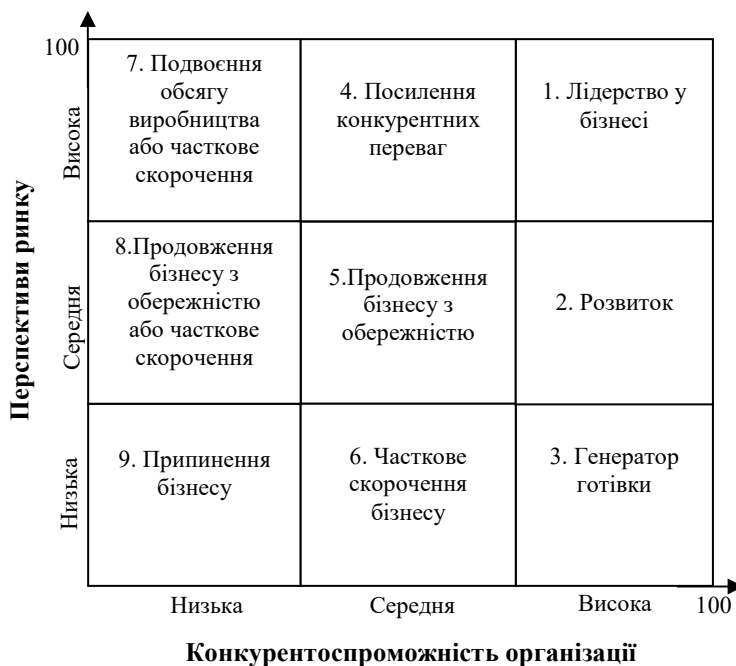 100
7. Подвоєння
обсягу
виробництва
або часткове
скорочення
4. Посилення
конкурентних
переваг
1. Лідерство у
бізнесі
Висока
8.Продовження
бізнесу з
обережністю
або часткове
скорочення
5.Продовження
бізнесу з
обережністю
2. Розвиток
Середня
Перспективи ринку
9. Припинення
бізнесу
6. Часткове
скорочення
бізнесу
3. Генератор
готівки
Низька
Низька
Середня
Висока
100
Конкурентоспроможність організації